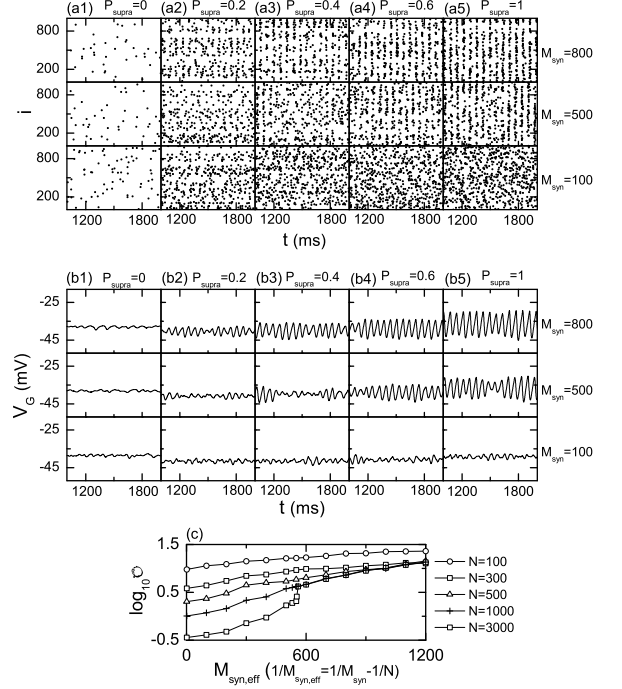 (a1) P_supra=0 (a2) P_supra=0.2 (a3) P_supra=0.4 (a4) P_supra=0.6 (a5) P_supra=1
800
200
M_syn=800
800
200
M_syn=500
800
200
M_syn=100
i
1200 1800 1200 1800 1200 1800 1200 1800 1200 1800
t (ms)
(b1) P_supra=0 (b2) P_supra=0.2 (b3) P_supra=0.4 (b4) P_supra=0.6 (b5) P_supra=1
-25
-45
M_syn=800
-25
-45
M_syn=500
-25
-45
M_syn=100
V_G (mV)
1200 1800 1200 1800 1200 1800 1200 1800 1200 1800
t (ms)
(c)
1.5
0.5
-0.5
N=100
N=300
N=500
N=1000
N=3000
0 600 1200
M_syn,eff (1/M_syn,eff=1/M_syn-1/N)